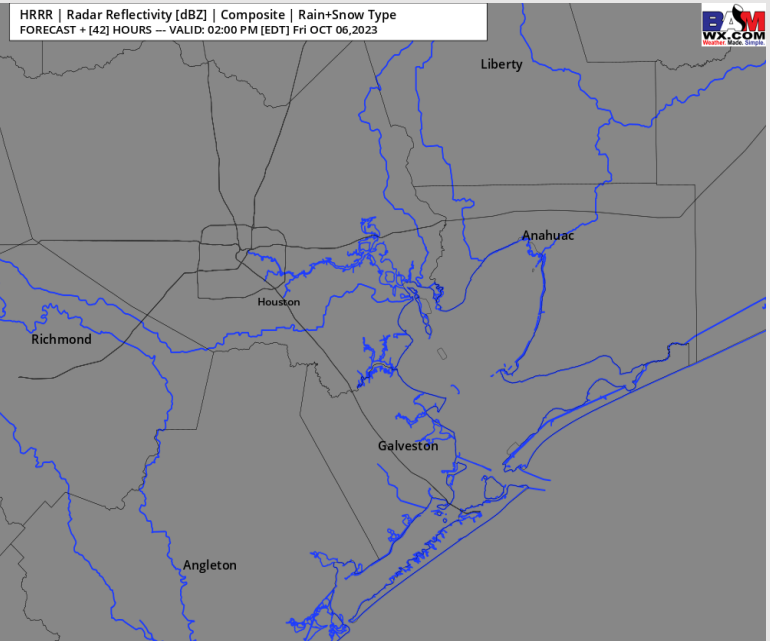 HRRR | Radar Reflectivity [dBZ] | Composite | Rain+Snow Type
FORECAST + [42] HOURS --- VALID: 02:00 PM [EDT] Fri OCT 06,2023
BAM
WX.COM
Weather. Made. Simple.
Liberty
Anahuac
Houston
Richmond
Galveston
Angleton